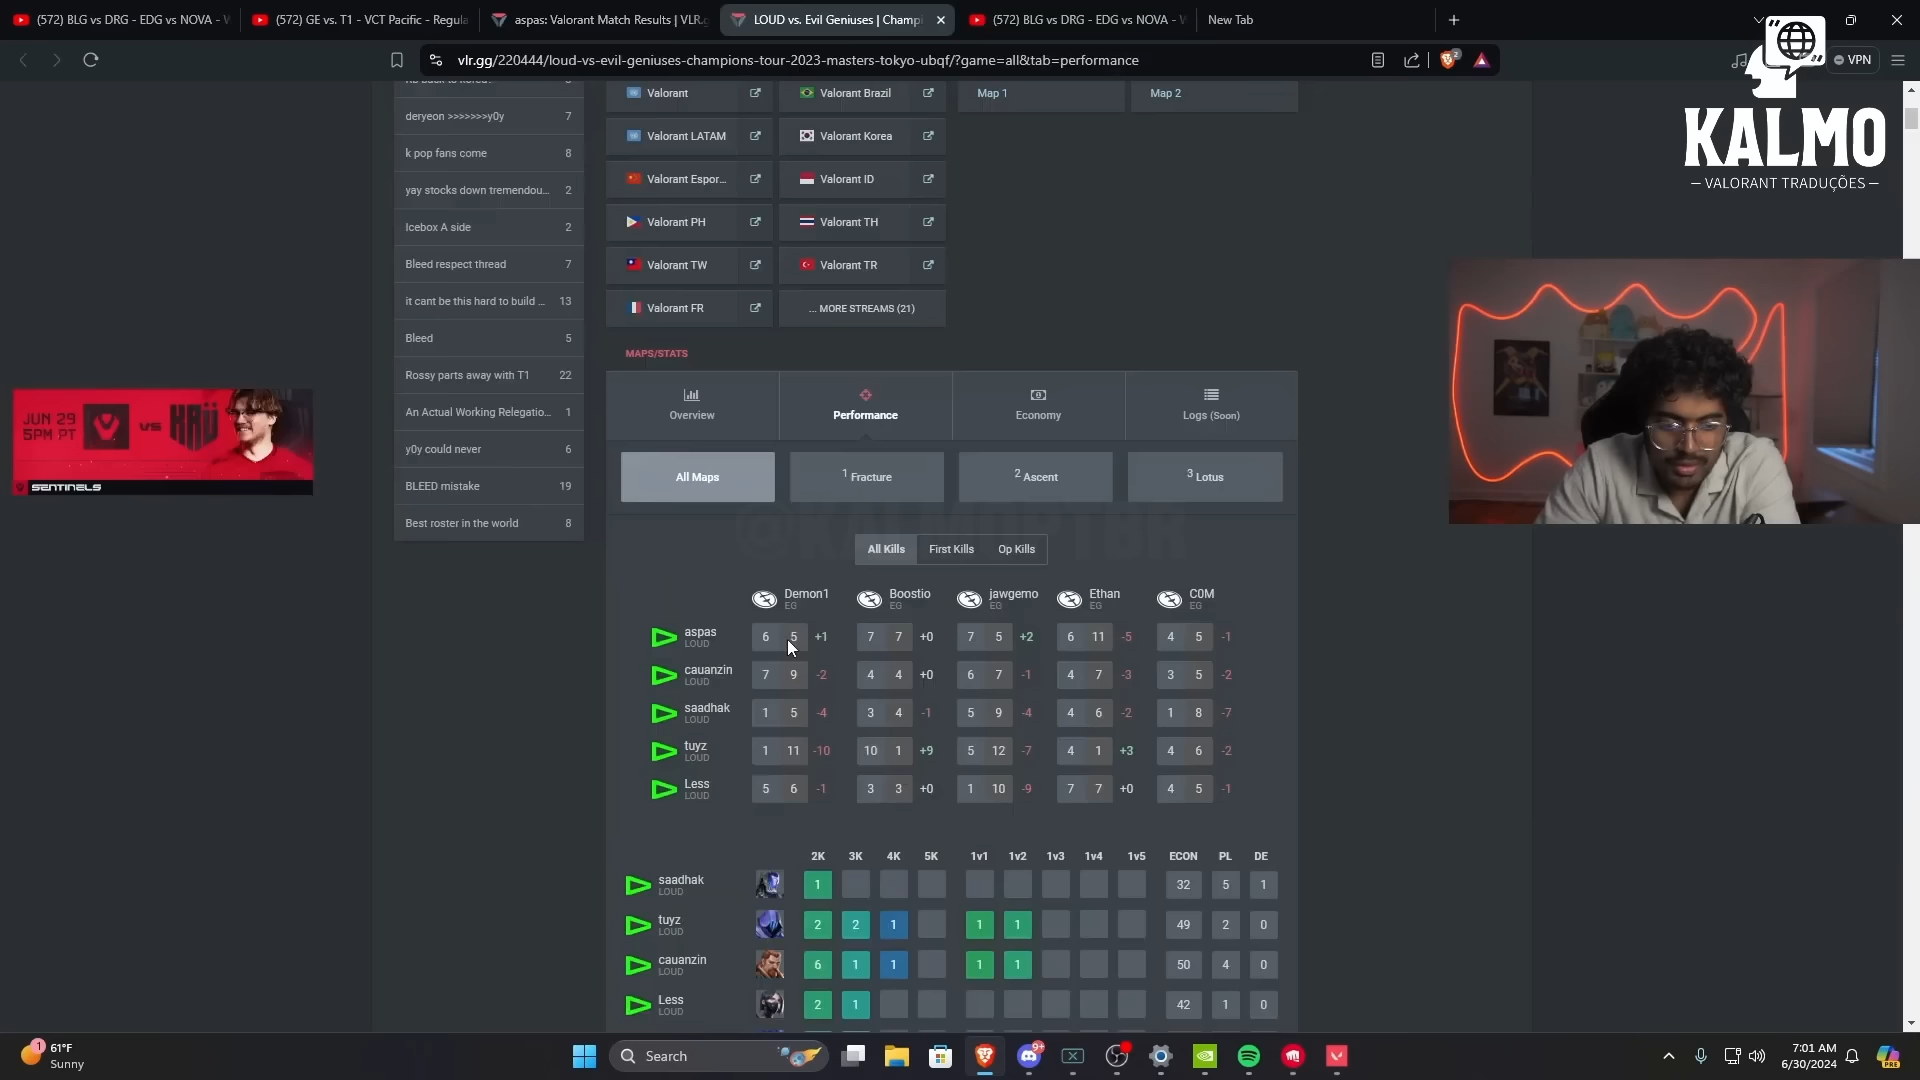 (572) BLG vs DRG - EDG vs NOVA - V
(572) GE vs. T1 - VCT Pacific - Regula
aspas: Valorant Match Results | VLR.g
LOUD vs. Evil Geniuses | Champi
(572) BLG vs DRG - EDG vs NOVA - V
New Tab
vlr.gg/220444/loud-vs-evil-geniuses-champions-tour-2023-masters-tokyo-ubqf/?game=all&tab=performance
2
VPN
KALMO
VALORANT TRADUÇÕES
deryeon >>>>>>>y0y 7
k pop fans come 8
yay stocks down tremendou... 2
Icebox A side 2
Bleed respect thread 7
it cant be this hard to build ... 13
Bleed 5
Rossy parts away with T1 22
An Actual Working Relegatio... 1
y0y could never 6
BLEED mistake 19
Best roster in the world 8
Valorant
Valorant Brazil
Map 1
Map 2
Valorant LATAM
Valorant Korea
Valorant Espor...
Valorant ID
Valorant PH
Valorant TH
Valorant TW
Valorant TR
Valorant FR
... MORE STREAMS (21)
JUN 29
5PM PT
VS
KRÜ
SENTINELS
MAPS/STATS
Overview
Performance
Economy
Logs (Soon)
All Maps
1 Fracture
2 Ascent
3 Lotus
@KALMOPTBR
All Kills First Kills Op Kills
Demon1 Boostio jawgemo Ethan C0M
EG EG EG EG EG
aspas 6 5 +1 7 7 +0 7 5 +2 6 11 -5 4 5 -1
LOUD
cauanzin 7 9 -2 4 4 +0 6 7 -1 4 7 -3 3 5 -2
LOUD
saadhak 1 5 -4 3 4 -1 5 9 -4 4 6 -2 1 8 -7
LOUD
tuyz 1 11 -10 10 1 +9 5 12 -7 4 1 +3 4 6 -2
LOUD
Less 5 6 -1 3 3 +0 1 10 -9 7 7 +0 4 5 -1
LOUD
2K 3K 4K 5K 1v1 1v2 1v3 1v4 1v5 ECON PL DE
saadhak 1 32 5 1
LOUD
tuyz 2 2 1 1 1 49 2 0
LOUD
cauanzin 6 1 1 1 1 50 4 0
LOUD
Less 2 1 42 1 0
LOUD
1
61°F
Sunny
Search
9+
PRE
7:01 AM
6/30/2024